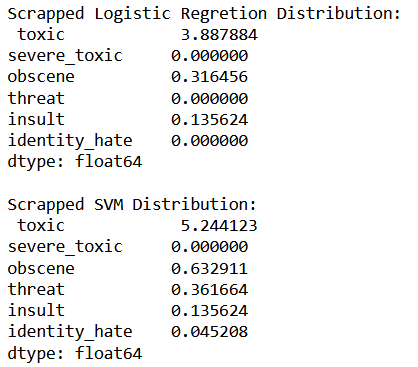 Scrapped Logistic Regretion Distribution:
toxic 3.887884
severe_toxic 0.000000
obscene 0.316456
threat 0.000000
insult 0.135624
identity_hate 0.000000
dtype: float64
Scrapped SVM Distribution:
toxic 5.244123
severe_toxic 0.000000
obscene 0.632911
threat 0.361664
insult 0.135624
identity_hate 0.045208
dtype: float64